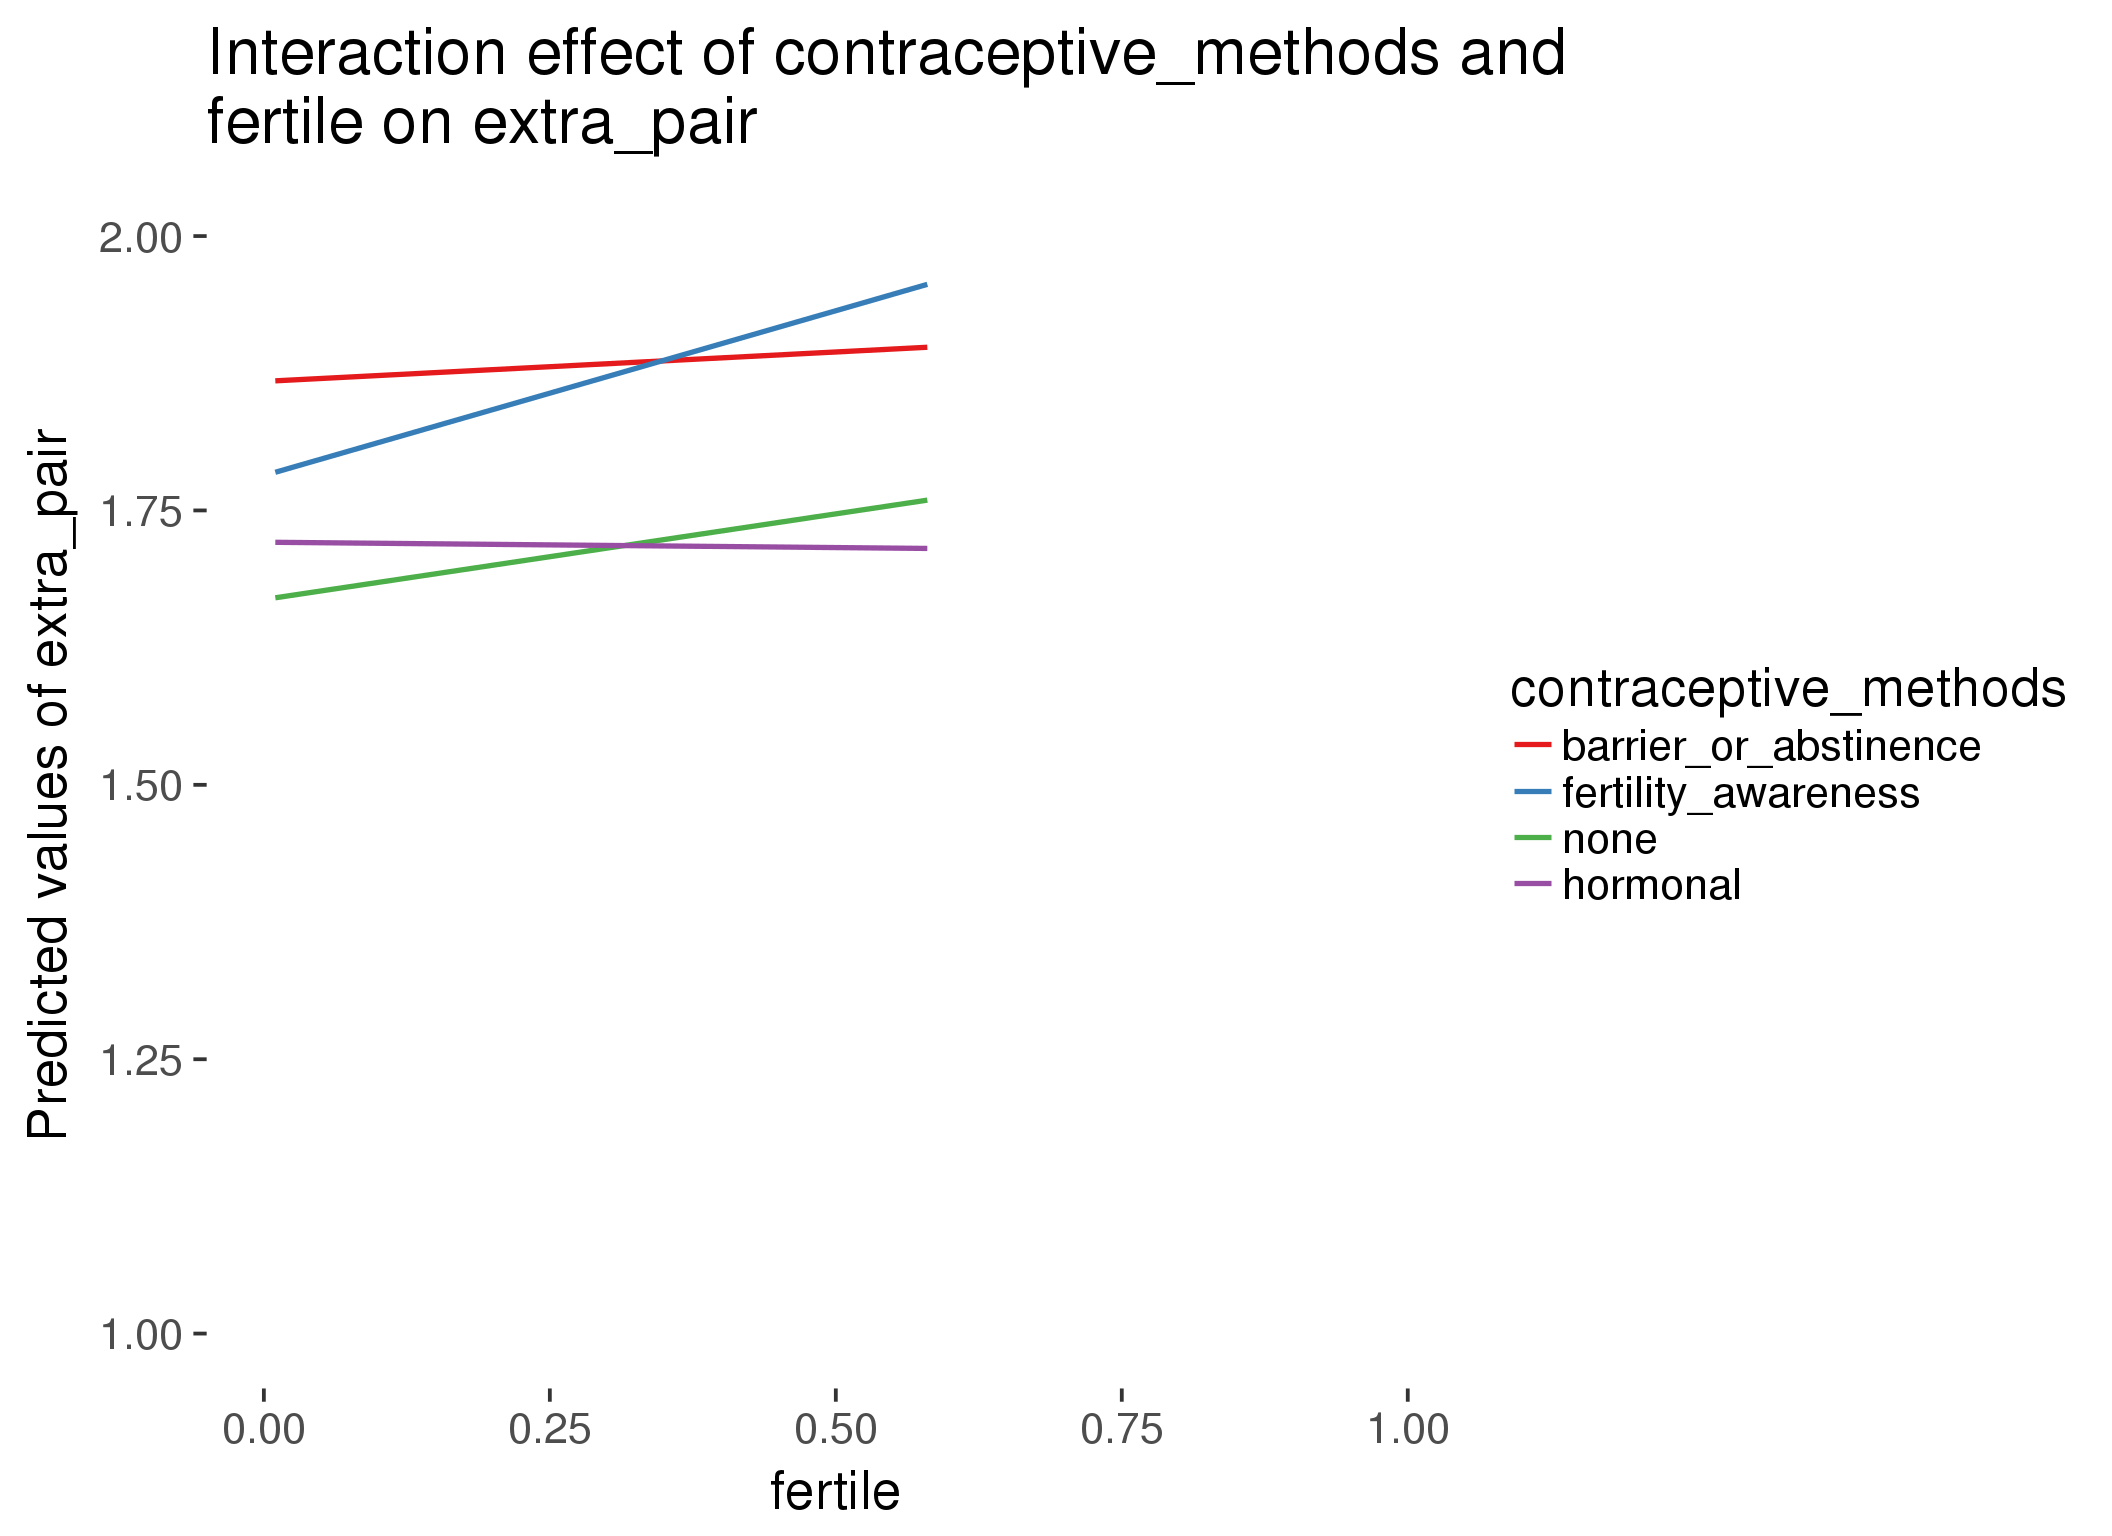 Interaction effect of contraceptive_methods and
fertile on extra_pair
Predicted values of extra_pair
2.00
1.75
1.50
1.25
1.00
0.00 0.25 0.50 0.75 1.00
fertile
contraceptive_methods
barrier_or_abstinence
fertility_awareness
none
hormonal